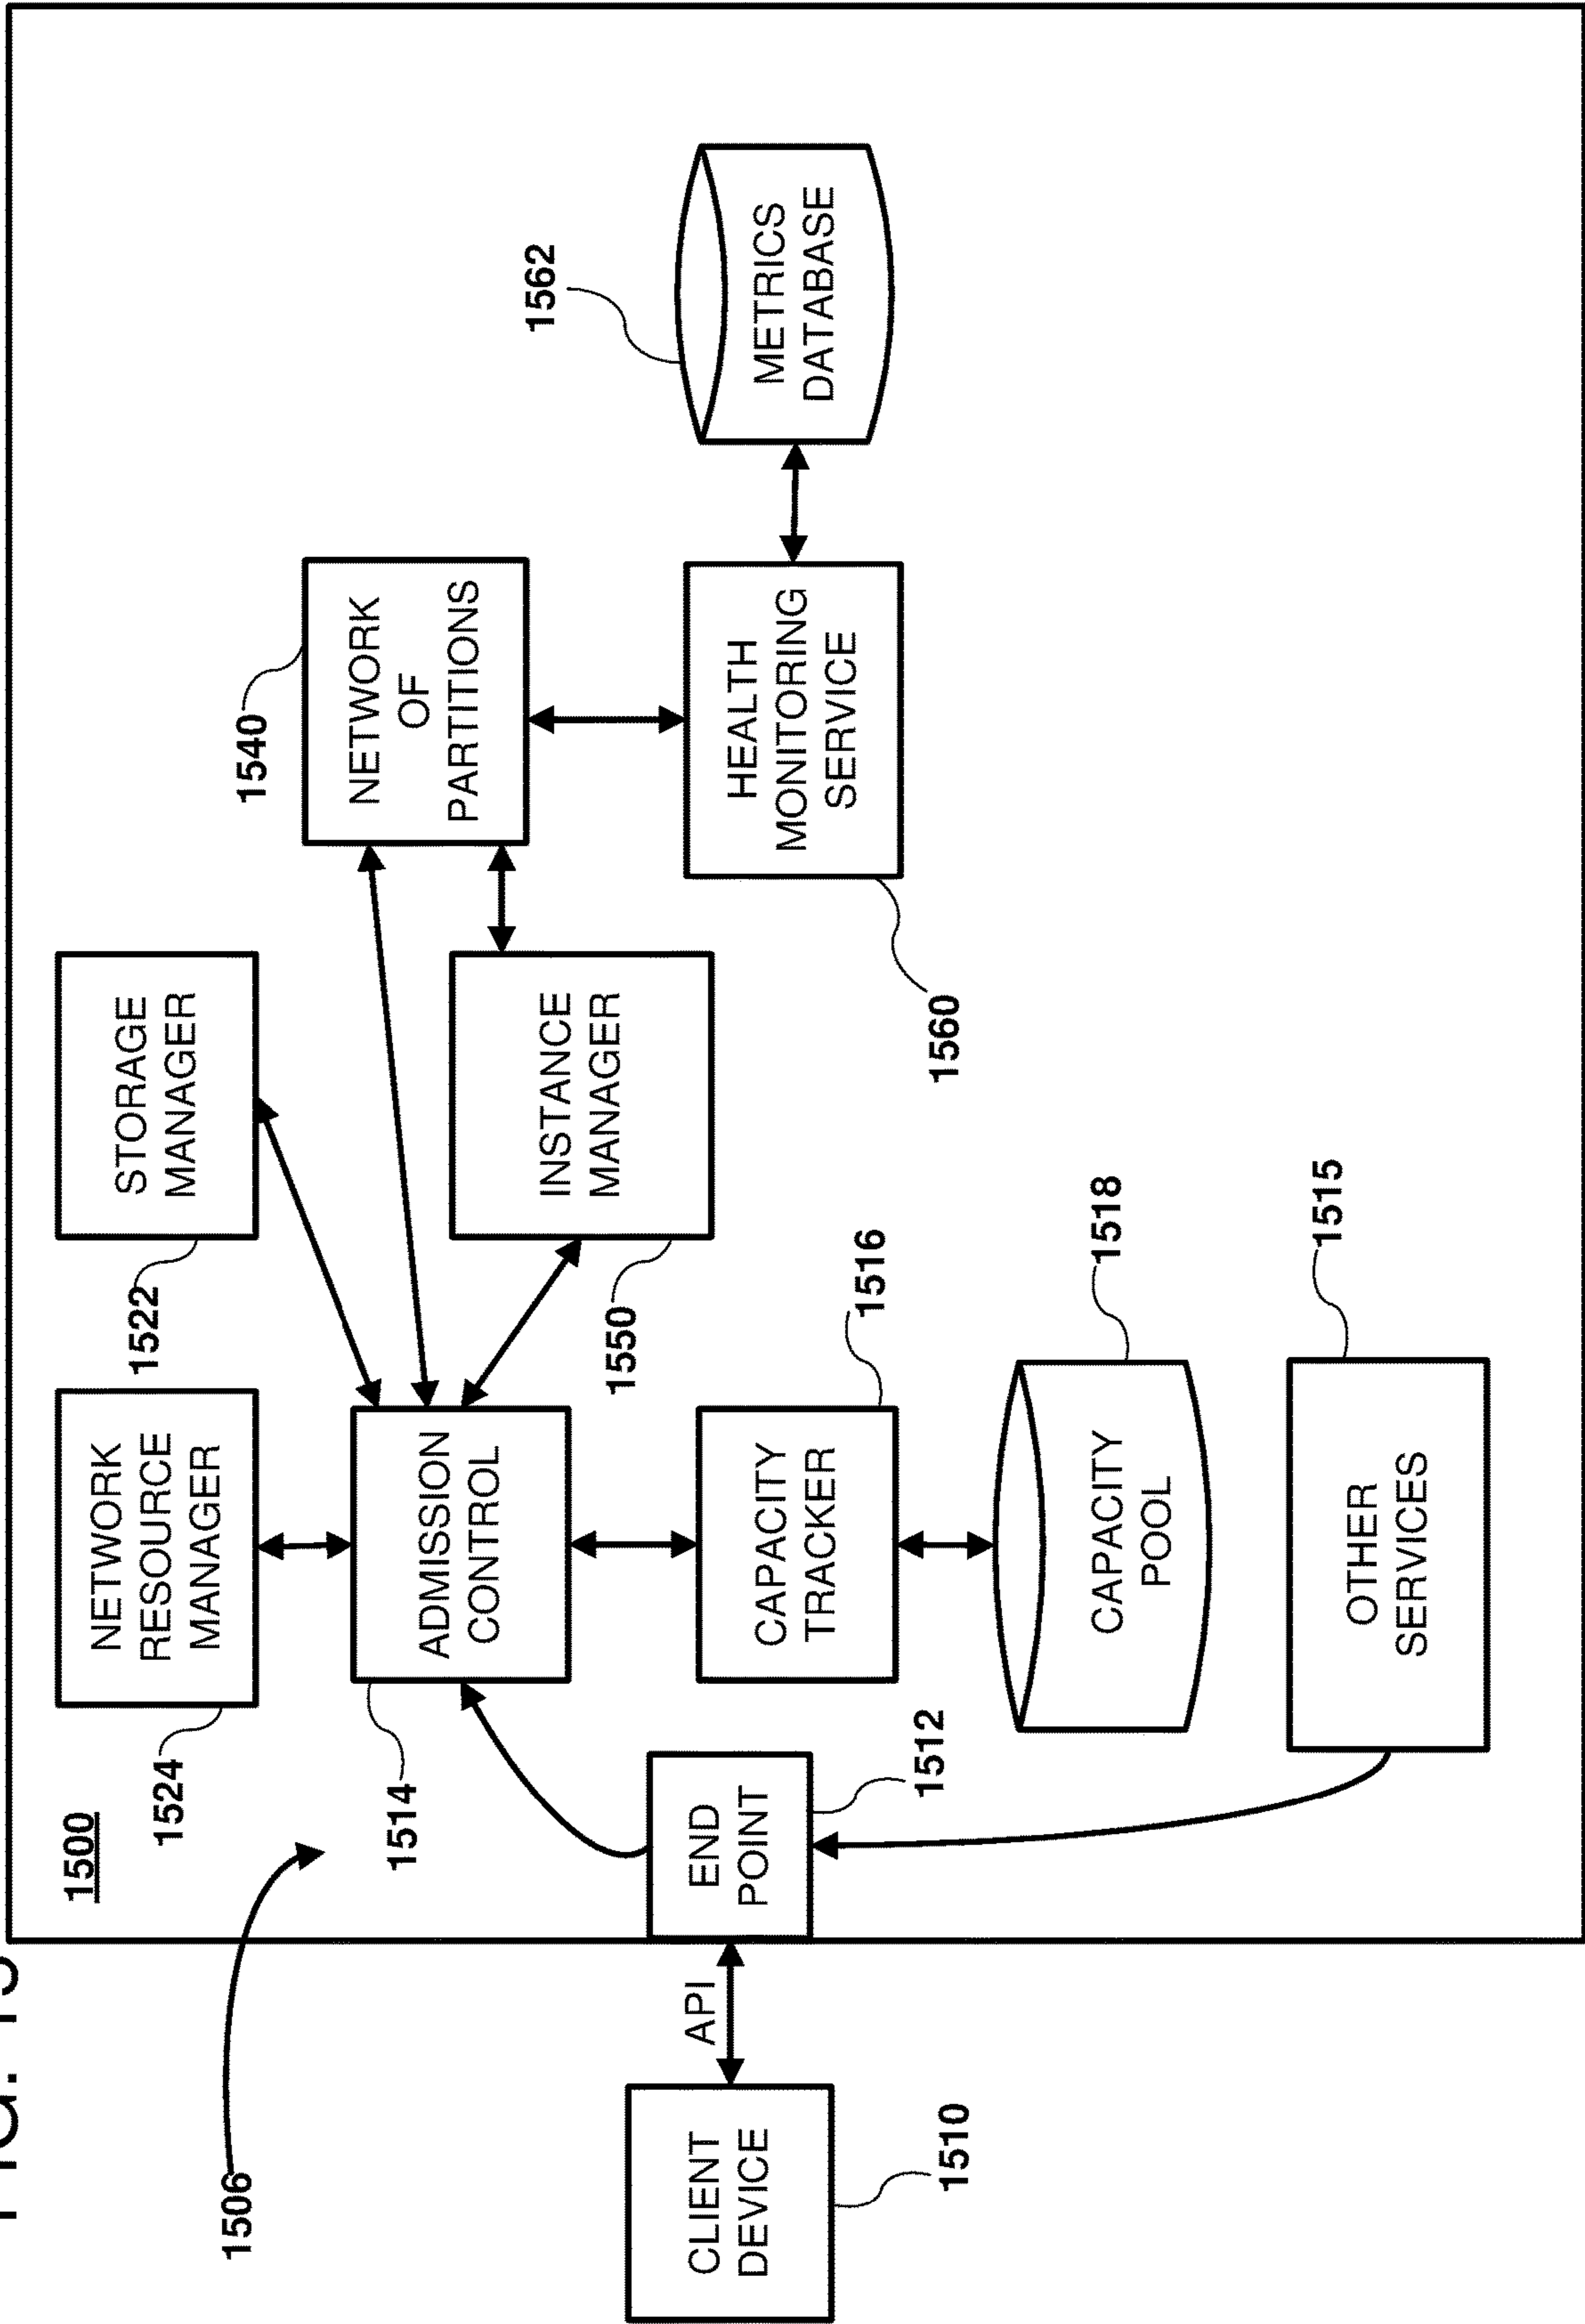 1500
1506
1524
NETWORK
RESOURCE
MANAGER
1522
STORAGE
MANAGER
1514
ADMISSION
CONTROL
1540
NETWORK
OF
PARTITIONS
1550
INSTANCE
MANAGER
1562
METRICS
DATABASE
CLIENT
DEVICE
1510
API
END
POINT
1512
CAPACITY
TRACKER
1516
HEALTH
MONITORING
SERVICE
1560
CAPACITY
POOL
1518
OTHER
SERVICES
1515